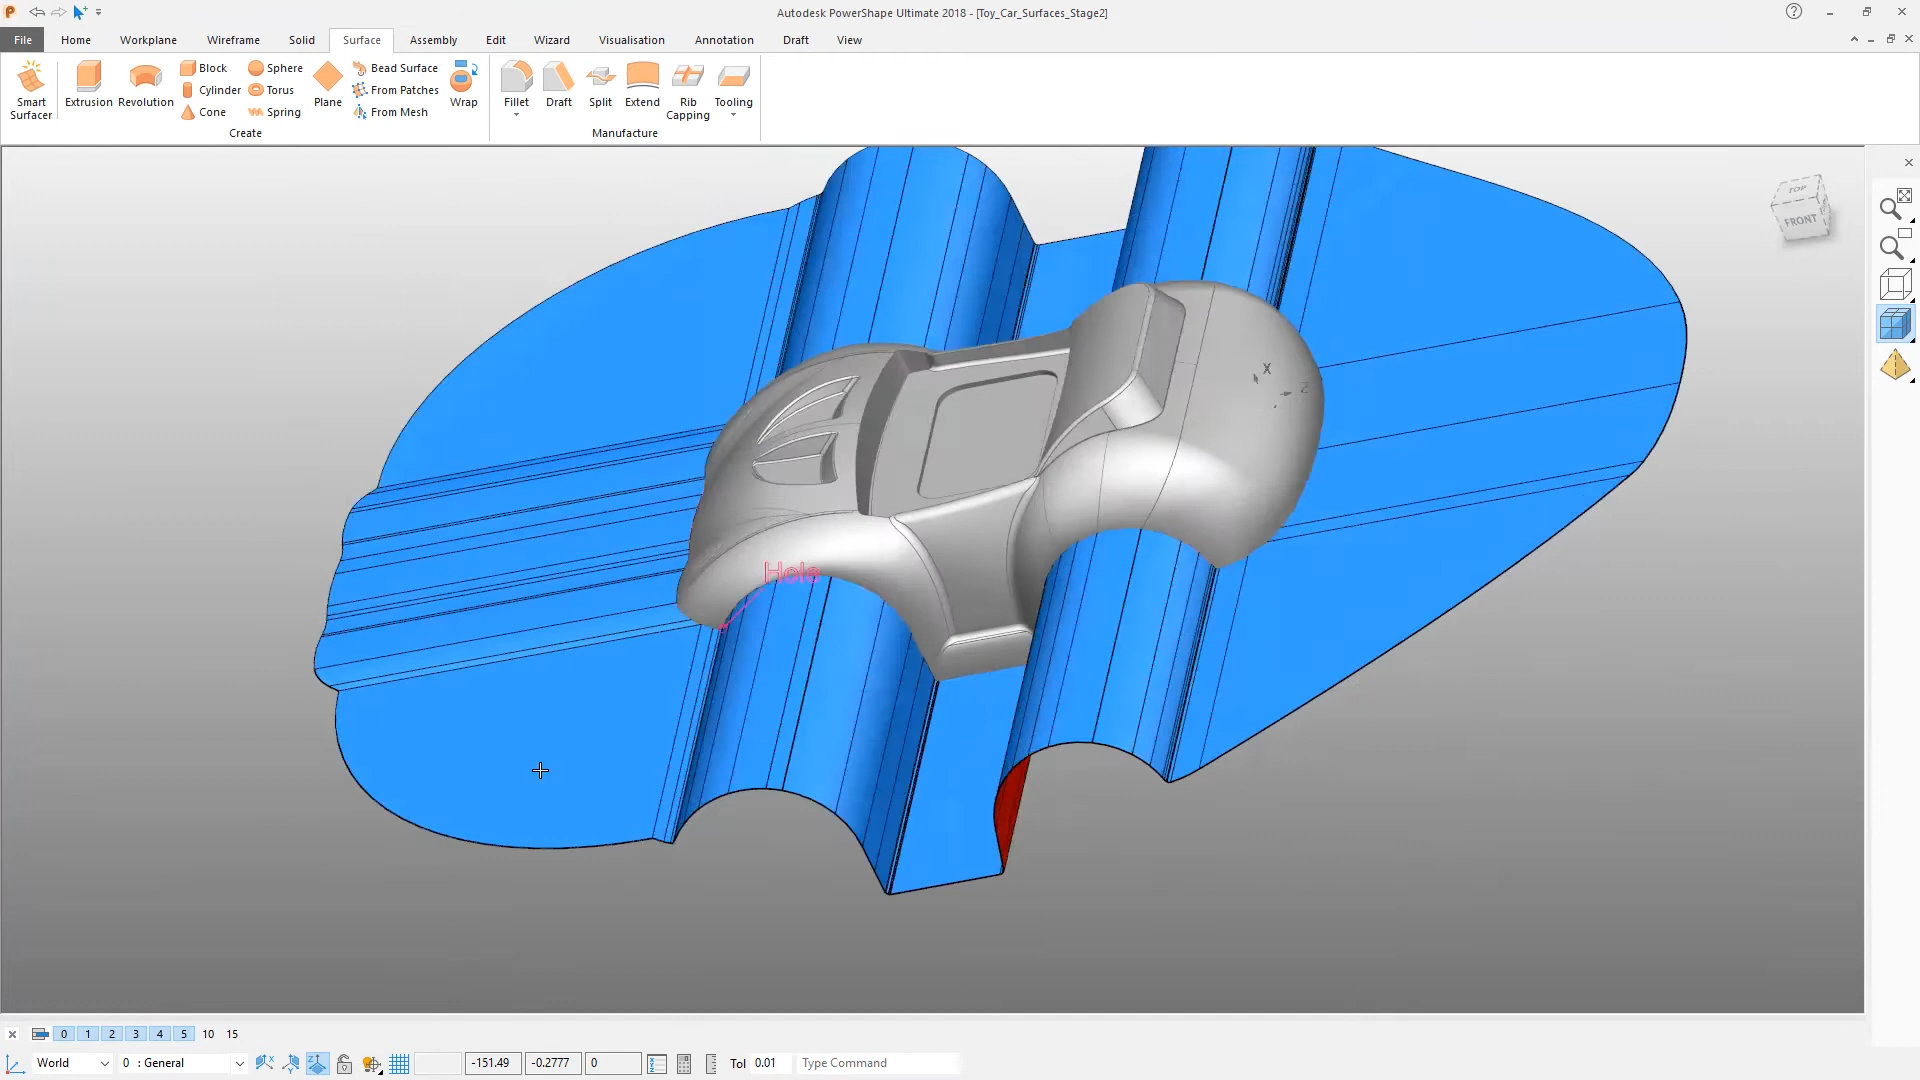 Autodesk PowerShape Ultimate 2018 - [Toy_Car_Surfaces_Stage2]
File Home Workplane Wireframe Solid Surface Assembly Edit Wizard Visualisation Annotation Draft View
Smart Surfacer
Extrusion
Revolution
Block
Cylinder
Cone
Sphere
Torus
Spring
Plane
Bead Surface
From Patches
From Mesh
Wrap
Create
Fillet
Draft
Split
Extend
Rib Capping
Tooling
Manufacture
TOP
FRONT
X
Z
Hole
0 1 2 3 4 5 10 15
World 0 : General -151.49 -0.2777 0 Tol 0.01 Type Command